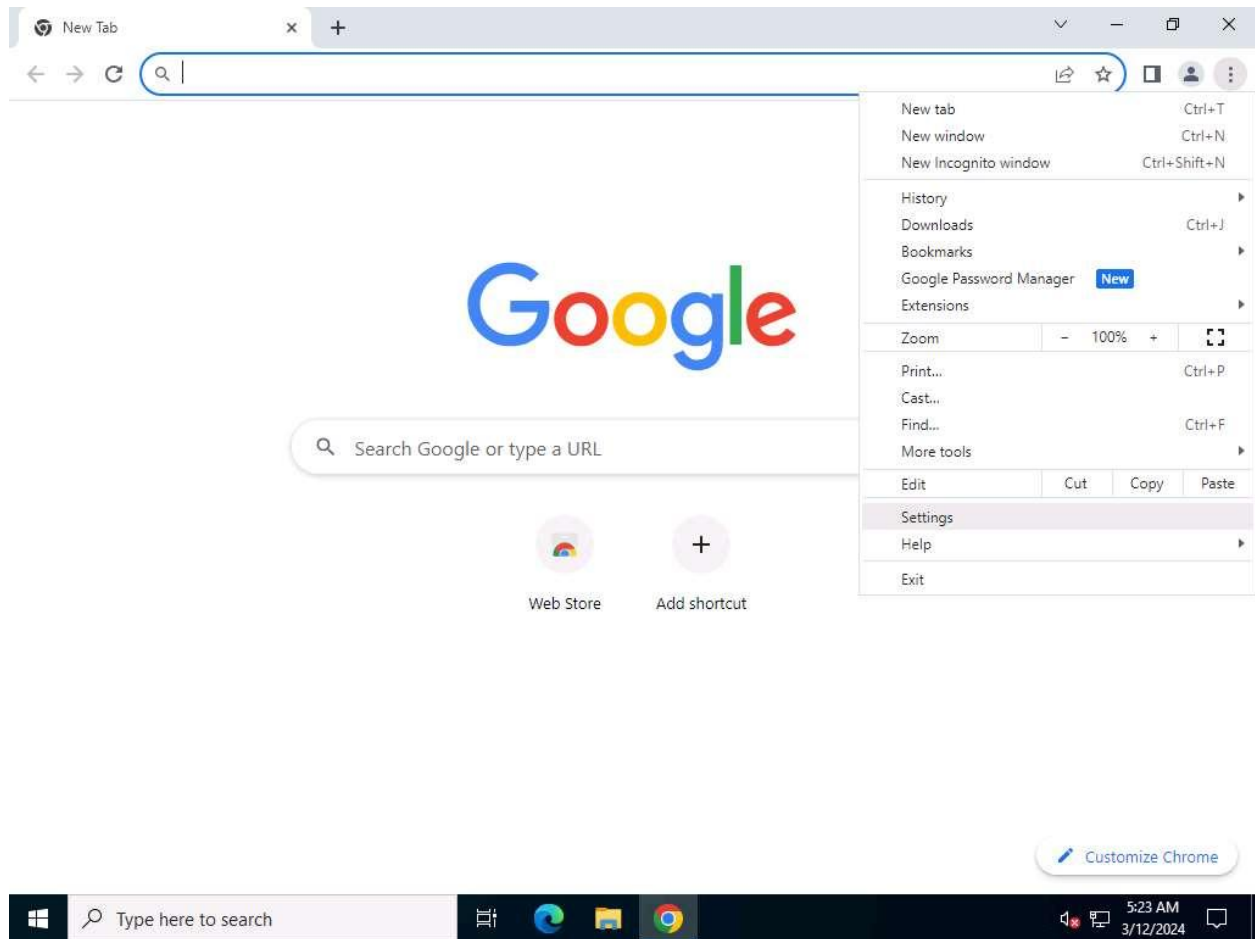 New Tab
New tab Ctrl+T
New window Ctrl+N
New Incognito window Ctrl+Shift+N
History
Downloads Ctrl+J
Bookmarks
Google Password Manager New
Extensions
Zoom - 100% +
Print... Ctrl+P
Cast...
Find... Ctrl+F
More tools
Edit Cut Copy Paste
Settings
Help
Exit
Google
Search Google or type a URL
Web Store Add shortcut
Customize Chrome
Type here to search
5:23 AM
3/12/2024